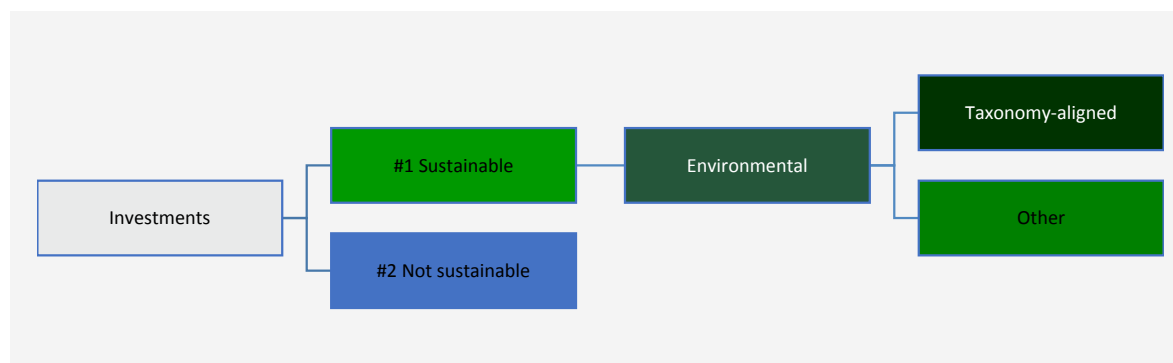 Investments
#1 Sustainable
#2 Not sustainable
Environmental
Taxonomy-aligned
Other